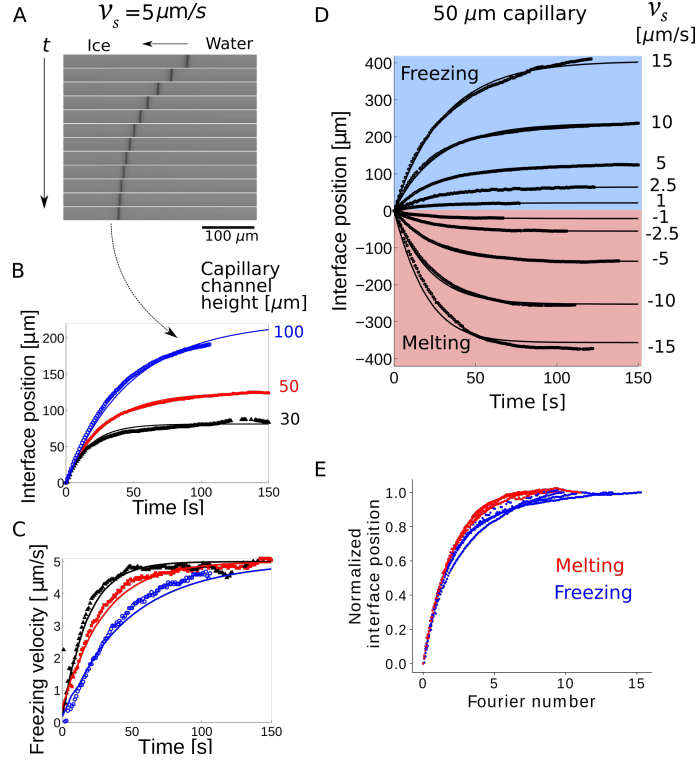 A
v_s = 5 μm/s
Ice
Water
t
100 μm
B
Capillary
channel
height [μm]
Interface position [μm]
200
150
100
50
0
100
50
30
0
50
100
150
Time [s]
C
Freezing velocity [μm/s]
5
4
3
2
1
0
0
50
100
150
Time [s]
D
50 μm capillary
v_s
[μm/s]
Interface position [μm]
400
300
200
100
0
−100
−200
−300
−400
Freezing
Melting
15
10
5
2.5
1
-1
-2.5
-5
-10
-15
0
50
100
150
Time [s]
E
Normalized
interface position
1.0
0.8
0.6
0.4
0.2
0.0
Melting
Freezing
0
5
10
15
Fourier number